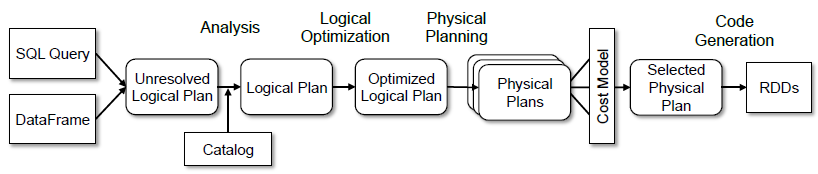 Analysis
Logical
Optimization
Physical
Planning
Code
Generation
SQL Query
DataFrame
Unresolved
Logical Plan
Catalog
Logical Plan
Optimized
Logical Plan
Physical
Plans
Cost Model
Selected
Physical
Plan
RDDs